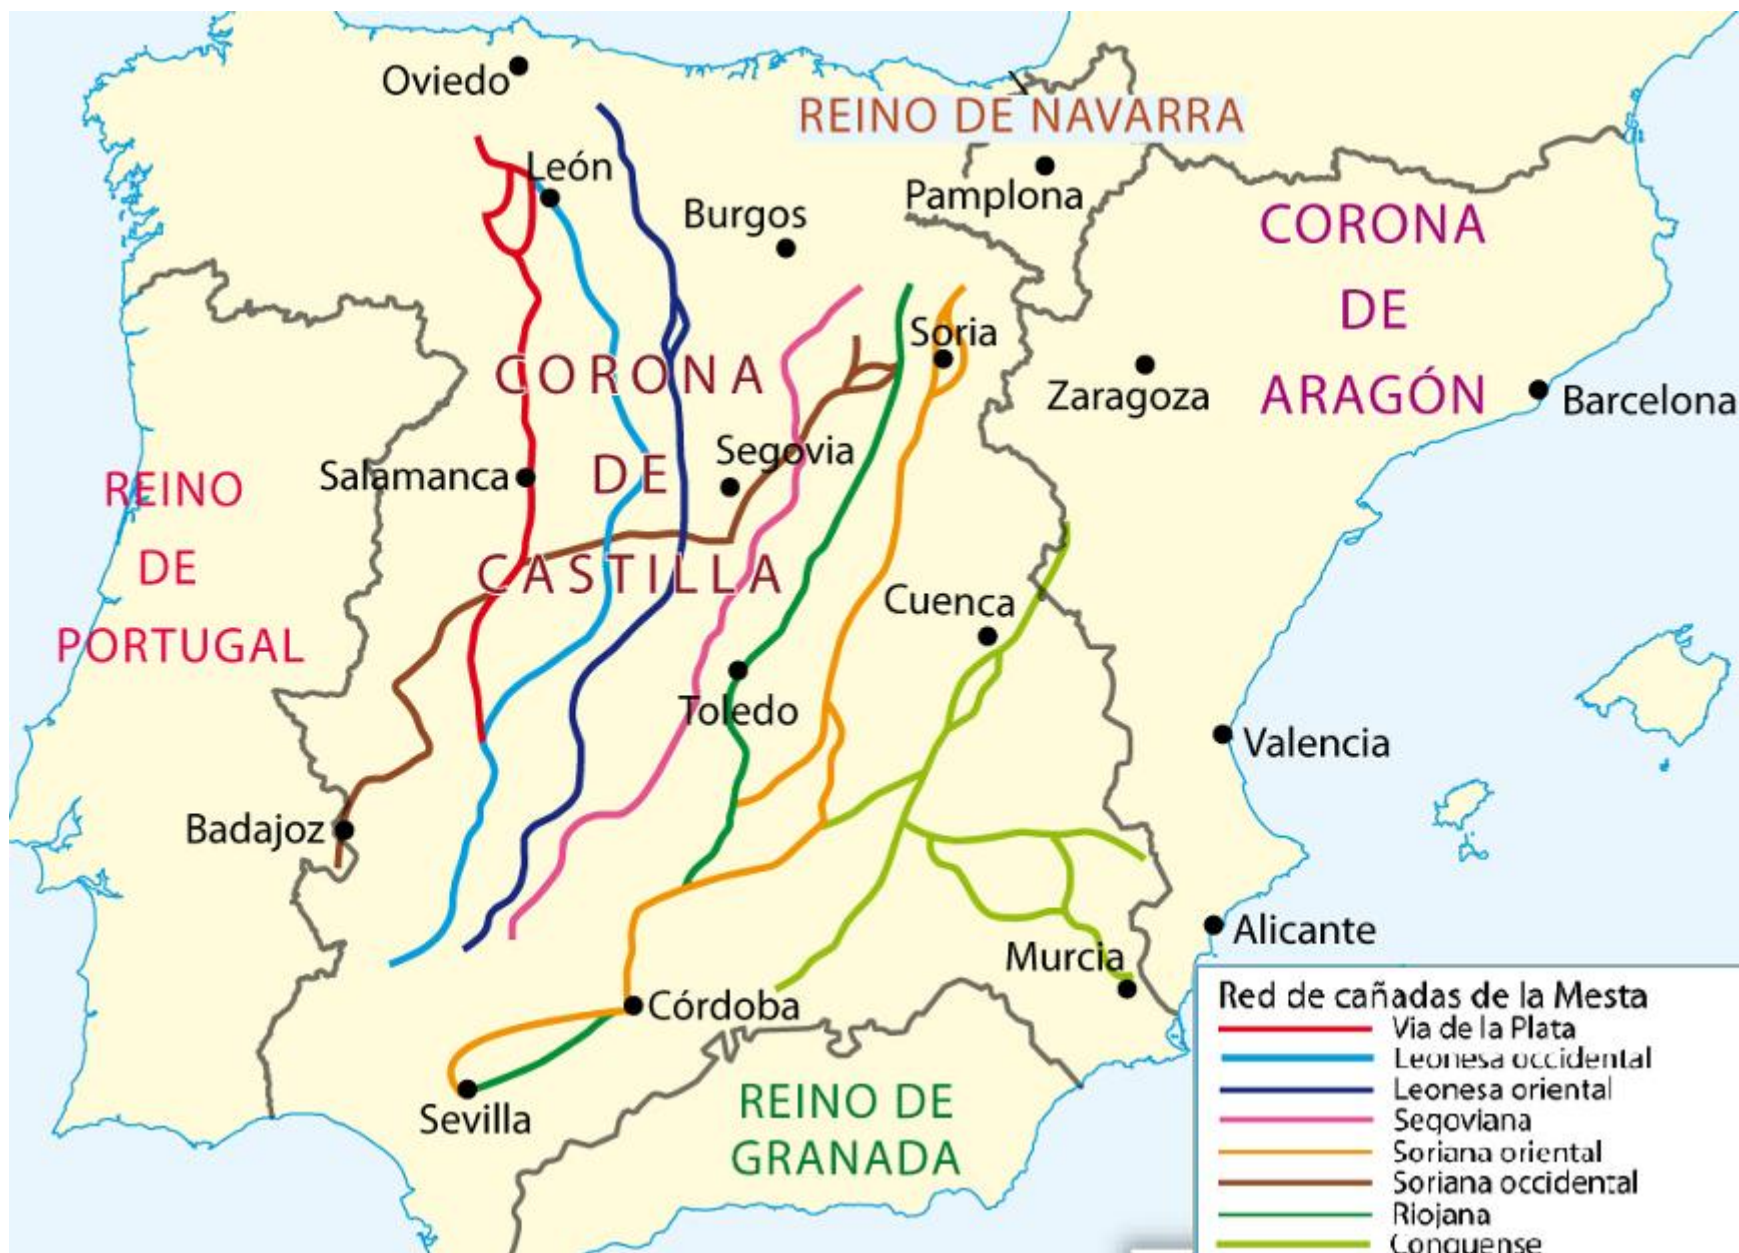 Oviedo
REINO DE NAVARRA
León
Pamplona
Burgos
CORONA
DE
ARAGÓN
Soria
Zaragoza
Barcelona
CORONA
DE
CASTILLA
Segovia
Salamanca
REINO
DE
PORTUGAL
Cuenca
Toledo
Valencia
Badajoz
Alicante
Murcia
Córdoba
Sevilla
REINO DE
GRANADA
Red de cañadas de la Mesta
Via de la Plata
Leonesa occidental
Leonesa oriental
Segoviana
Soriana oriental
Soriana occidental
Riojana
Conquense